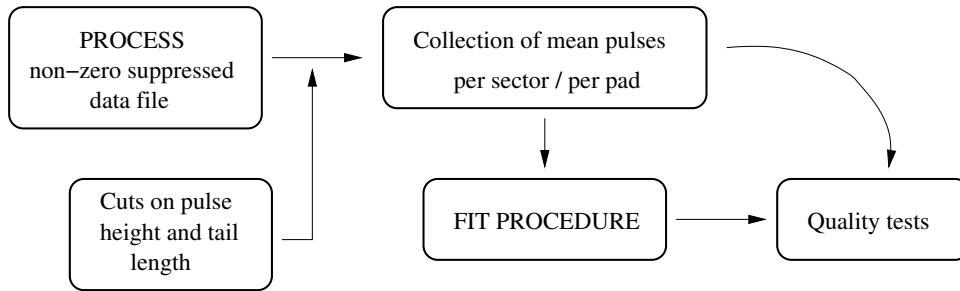 PROCESS
non−zero suppressed
data file
Collection of mean pulses
per sector / per pad
Cuts on pulse
height and tail
length
FIT PROCEDURE
Quality tests